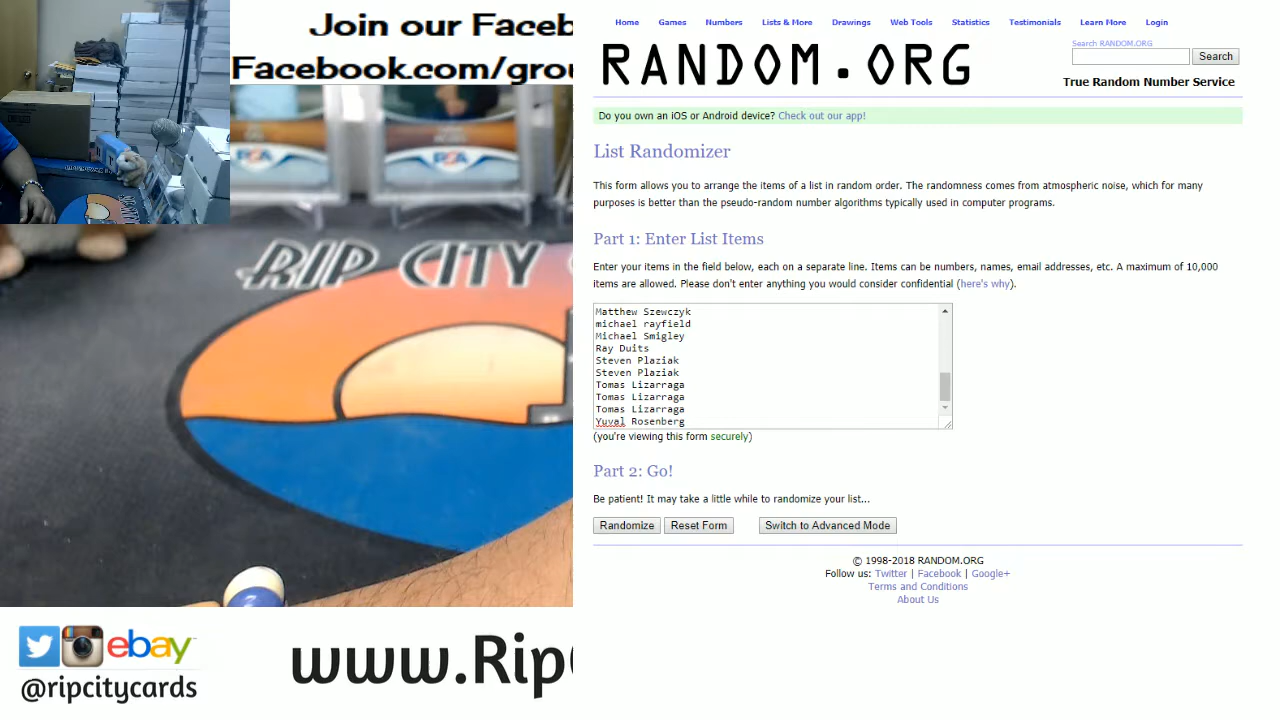 Join our Faceb
Facebook.com/grou
RIP CITY
@ripcitycards
ebay
www.Rip
Home Games Numbers Lists & More Drawings Web Tools Statistics Testimonials Learn More Login
RANDOM.ORG
Search RANDOM.ORG
Search
True Random Number Service
Do you own an iOS or Android device? Check out our app!
List Randomizer
This form allows you to arrange the items of a list in random order. The randomness comes from atmospheric noise, which for many
purposes is better than the pseudo-random number algorithms typically used in computer programs.
Part 1: Enter List Items
Enter your items in the field below, each on a separate line. Items can be numbers, names, email addresses, etc. A maximum of 10,000
items are allowed. Please don't enter anything you would consider confidential (here's why).
Matthew Szewczyk
michael rayfield
Michael Smigley
Ray Duits
Steven Plaziak
Steven Plaziak
Tomas Lizarraga
Tomas Lizarraga
Tomas Lizarraga
Yuval Rosenberg
(you're viewing this form securely)
Part 2: Go!
Be patient! It may take a little while to randomize your list...
Randomize Reset Form Switch to Advanced Mode
© 1998-2018 RANDOM.ORG
Follow us: Twitter | Facebook | Google+
Terms and Conditions
About Us